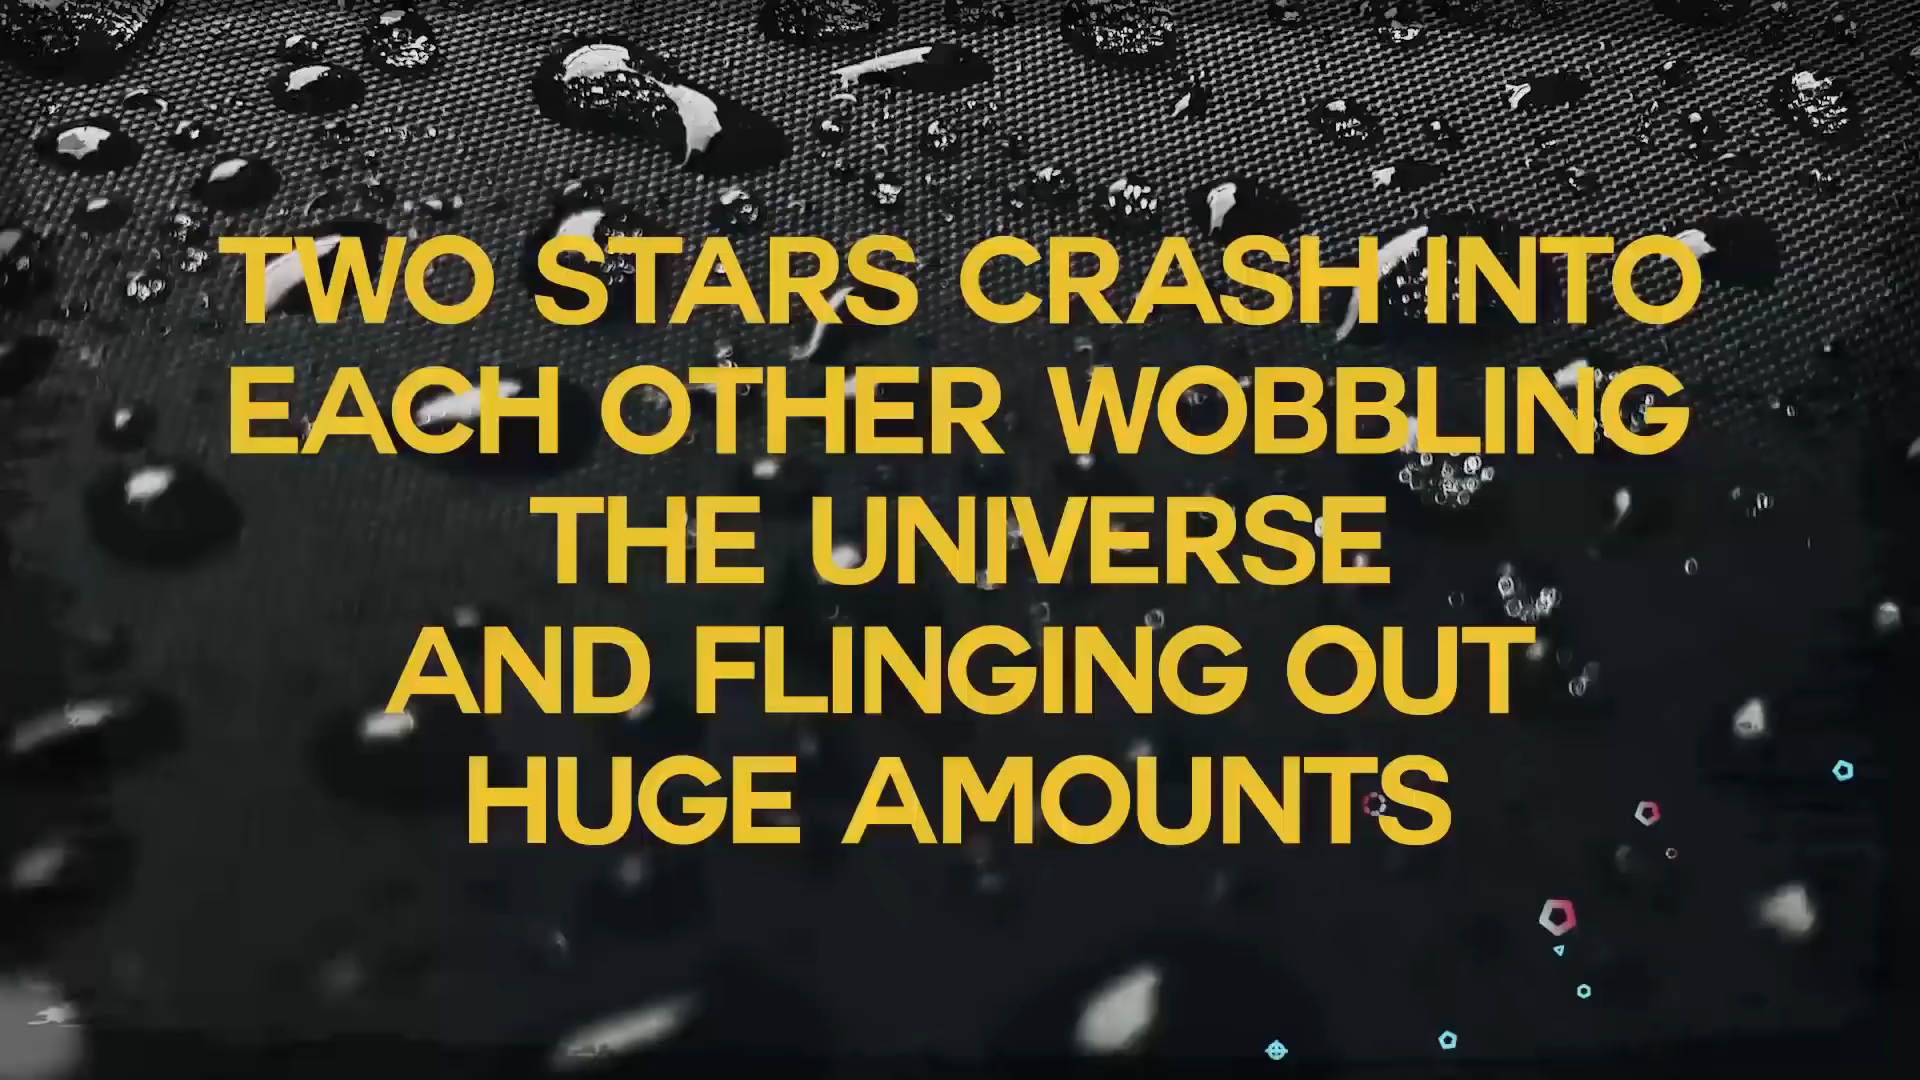 TWO STARS CRASH INTO
EACH OTHER WOBBLING
THE UNIVERSE
AND FLINGING OUT
HUGE AMOUNTS